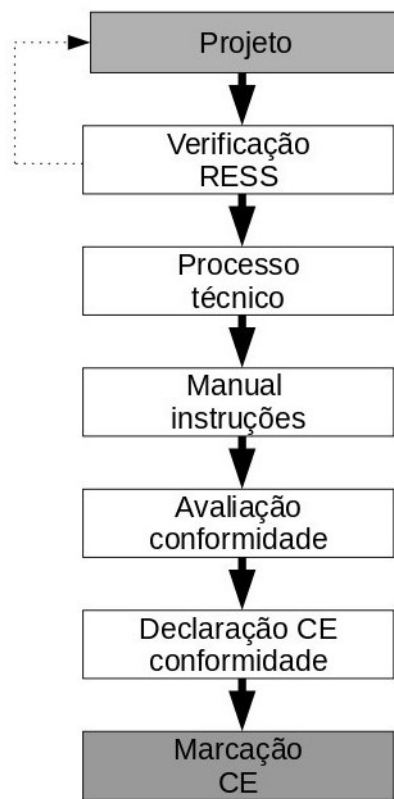 Projeto
Verificação
RESS
Processo
técnico
Manual
instruções
Avaliação
conformidade
Declaração CE
conformidade
Marcação
CE